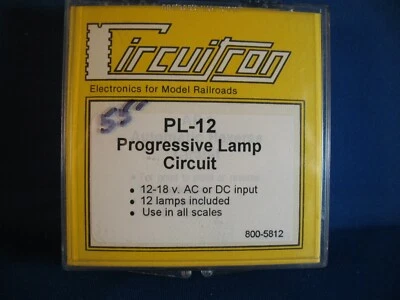 Circuitron
Electronics for Model Railroads
55-
PL-12
Progressive Lamp
Circuit
• 12-18 v. AC or DC input
• 12 lamps included
• Use in all scales
800-5812